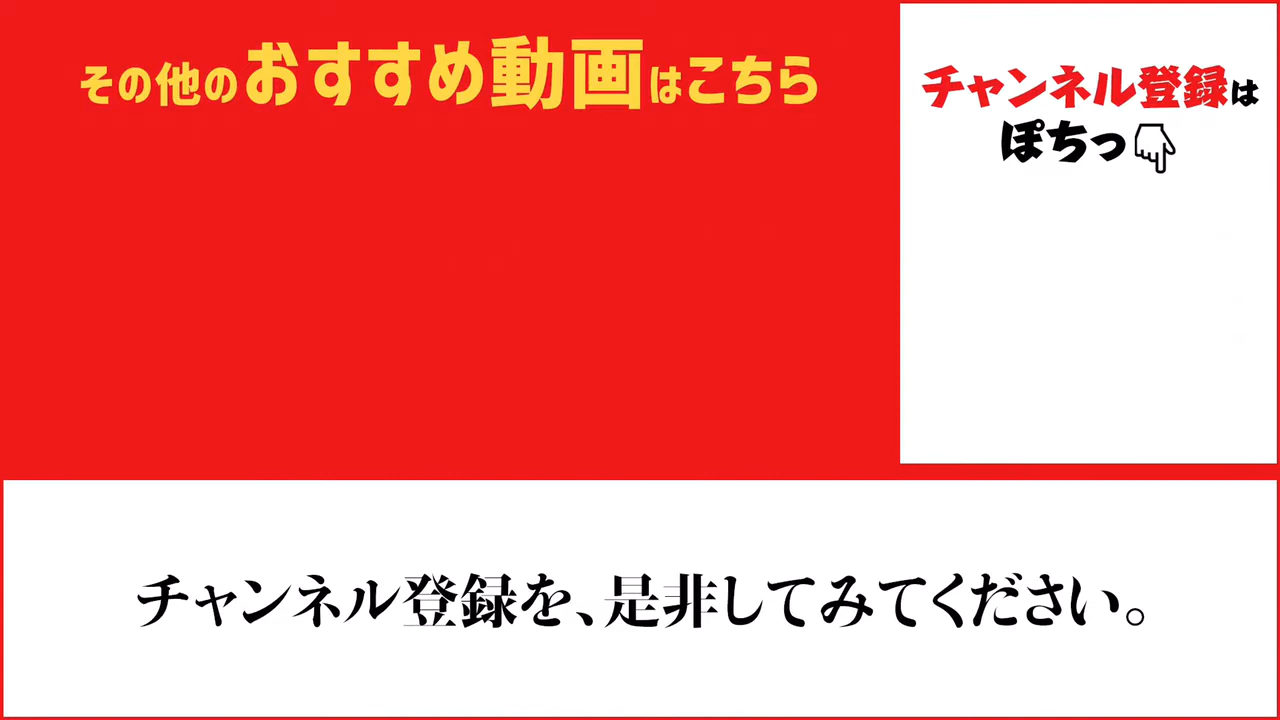 その他のおすすめ動画はこちら
チャンネル登録は
ぽちっ👇
チャンネル登録を、是非してみてください。